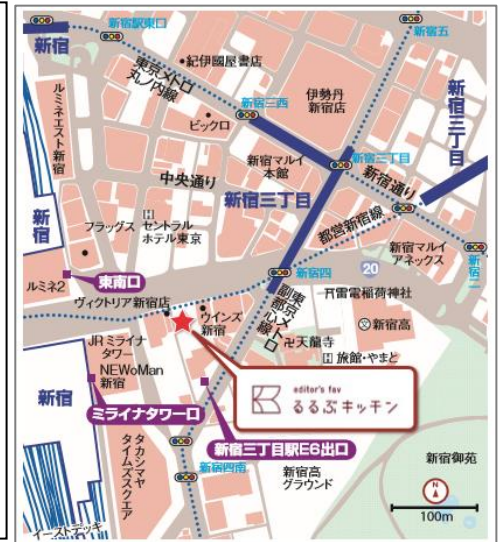 新宿
新宿駅東口
新宿五
紀伊國屋書店
東京メトロ
丸ノ内線
伊勢丹
新宿店
ルミネエスト新宿
新宿三西
ビックロ
新宿三丁目
新宿マルイ
本館
新宿三丁目
中央通り
新宿通り
新宿三丁目
都営新宿線
新宿
フラッグス
H
セントラル
ホテル東京
新宿マルイ
アネックス
新宿二
東南口
新宿四
20
ルミネ2
ヴィクトリア新宿店
ウインズ
新宿
東京メトロ
副都心線
雷電稲荷神社
文
新宿高
卍天龍寺
JRミライナ
タワー
NEWoMan
新宿
H 旅館・やまと
editor's fav
るるぶキッチン
新宿
ミライナタワー口
新宿三丁目駅E6出口
タカシマヤ
タイムズスクエア
新宿四南
新宿高
グラウンド
新宿御苑
N
100m
イーストデッキ